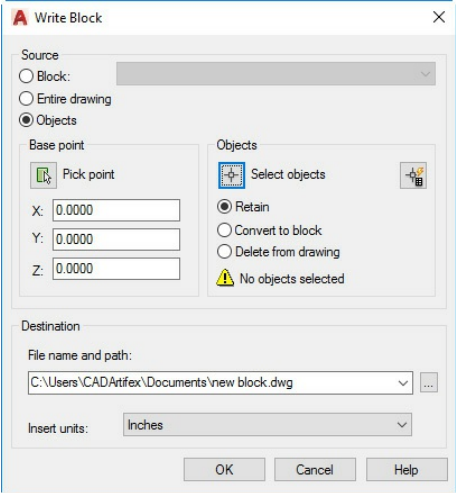 Write Block
Source
Block:
Entire drawing
Objects
Base point
Pick point
X: 0.0000
Y: 0.0000
Z: 0.0000
Objects
Select objects
Retain
Convert to block
Delete from drawing
No objects selected
Destination
File name and path:
C:\Users\CADArtifex\Documents\new block.dwg
...
Insert units: Inches
OK Cancel Help